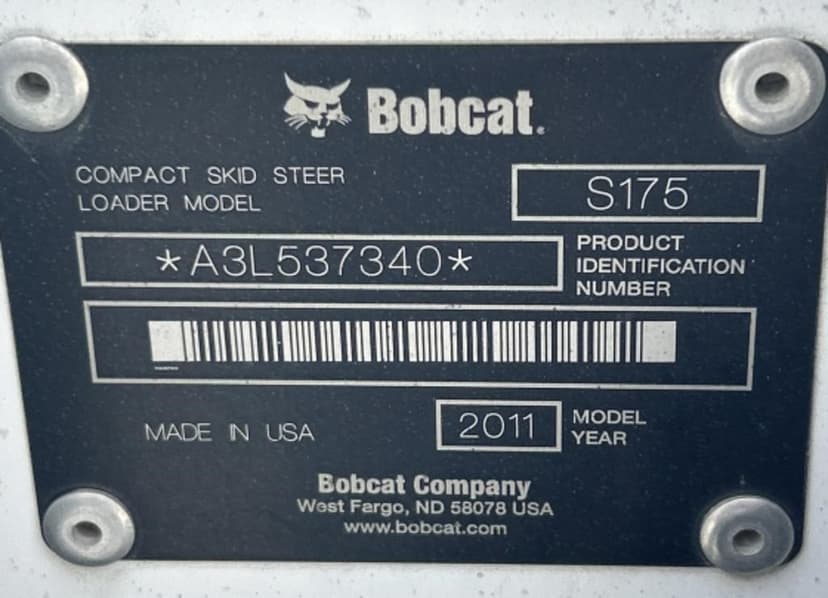 Bobcat.
COMPACT SKID STEER
LOADER MODEL
S175
*A3L537340*
PRODUCT
IDENTIFICATION
NUMBER
MADE IN USA
2011
MODEL
YEAR
Bobcat Company
West Fargo, ND 58078 USA
www.bobcat.com